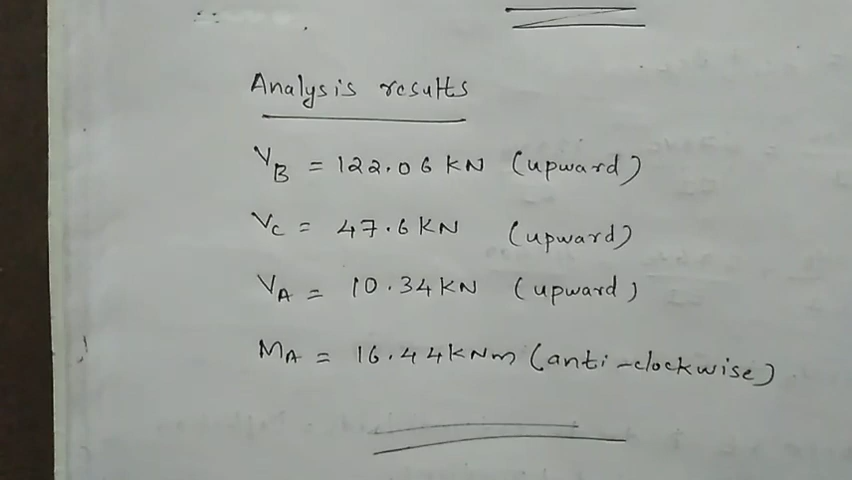 Analysis results
VB = 122.06 KN (upward)
VC = 47.6 KN (upward)
VA = 10.34 KN (upward)
MA = 16.44 KNm (anti-clockwise)